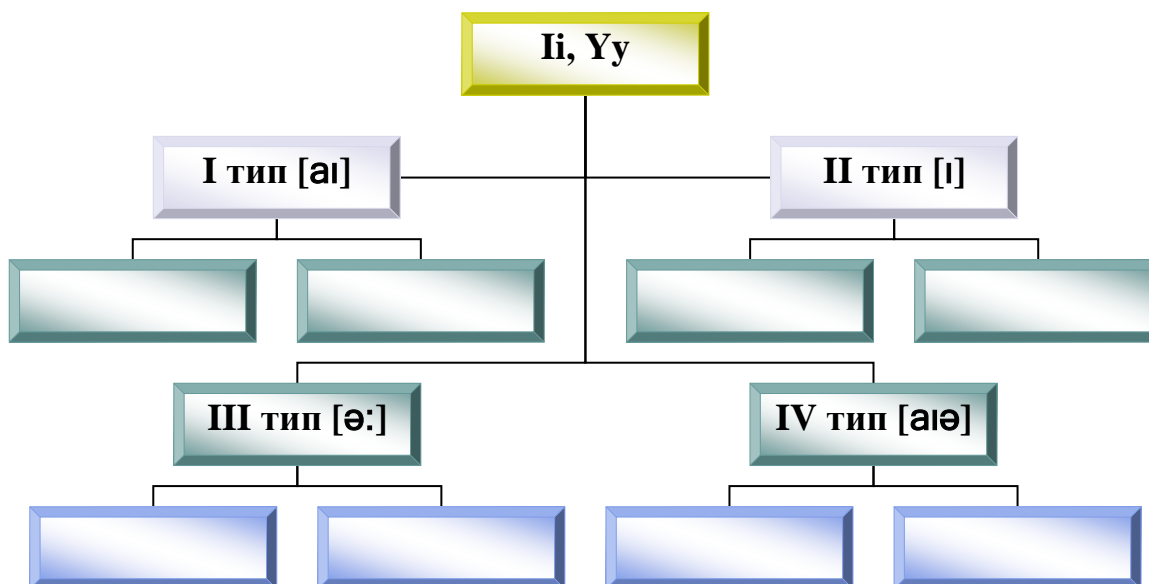 Ii, Yy
I тип [aı]
II тип [ı]
III тип [ə:]
IV тип [aıə]